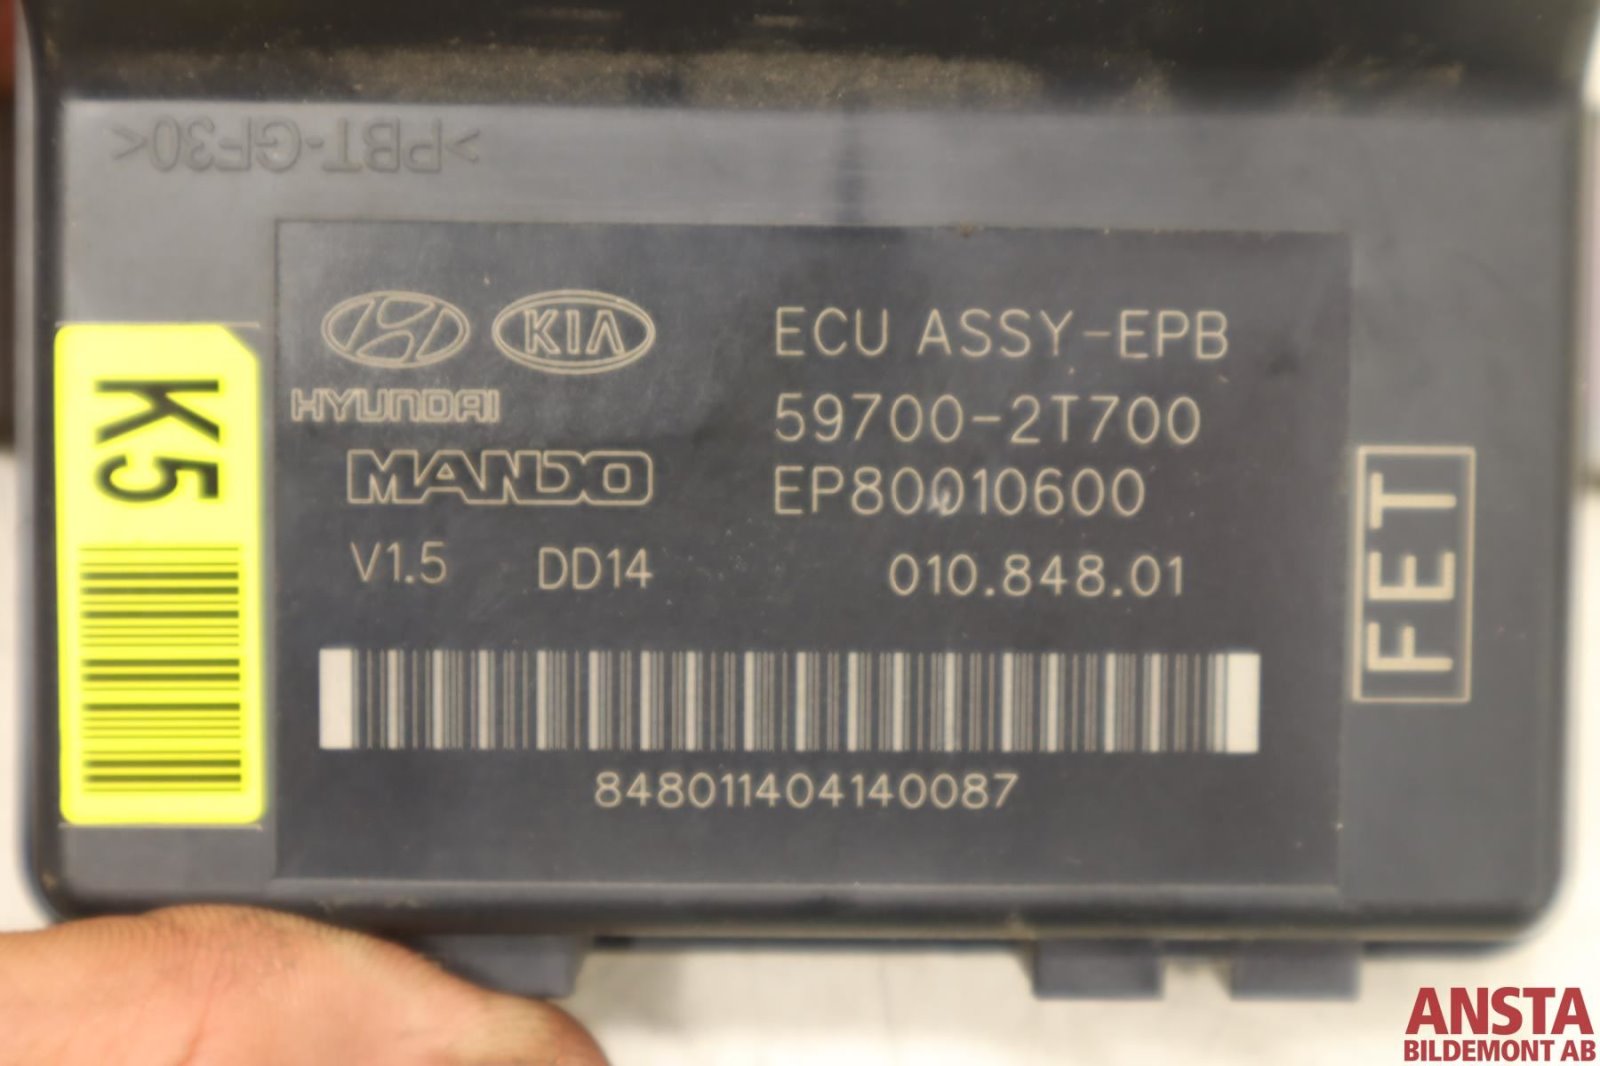 >PBT-GF30<
KIA
HYUNDAI
MANDO
ECU ASSY-EPB
59700-2T700
EP80010600
V1.5 DD14 010.848.01
848011404140087
K5
FET
ANSTA
BILDEMONT AB